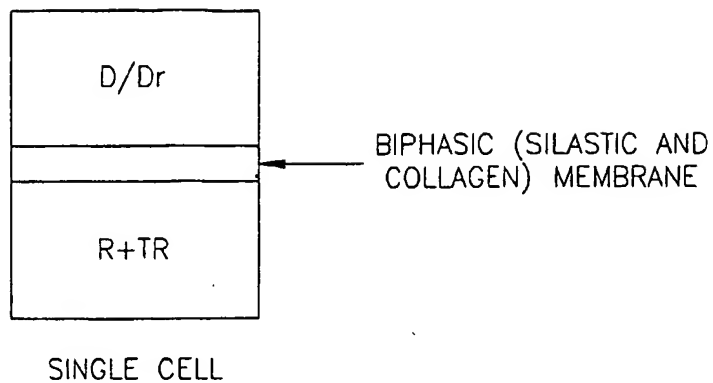 D/Dr
BIPHASIC (SILASTIC AND
COLLAGEN) MEMBRANE
R+TR
SINGLE CELL